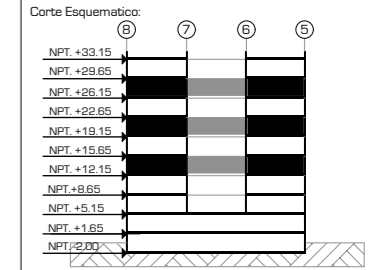 Corte Esquematico:
8 7 6 5
NPT. +33.15
NPT. +29.65
NPT. +26.15
NPT. +22.65
NPT. +19.15
NPT. +15.65
NPT. +12.15
NPT.+8.65
NPT. +5.15
NPT. +1.65
NPT. -2.00